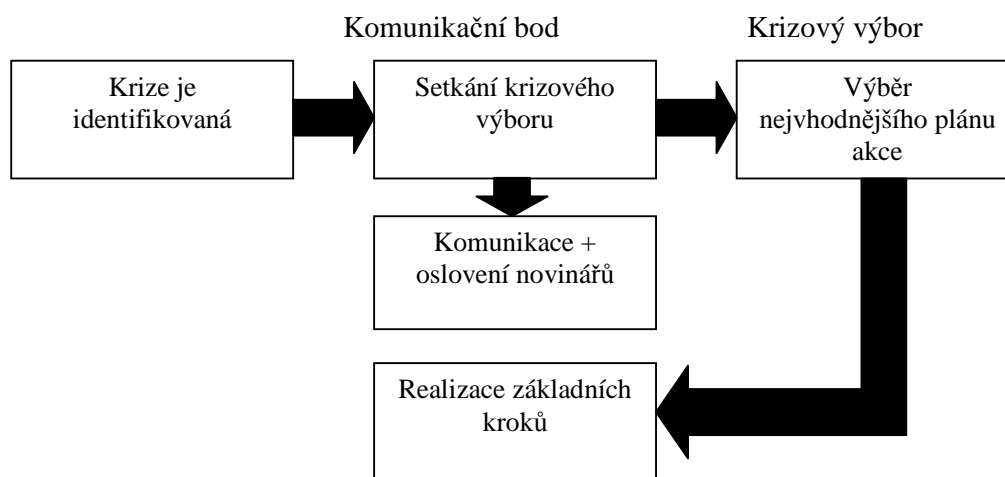 Komunikační bod
Krizový výbor
Krize je
identifikovaná
Setkání krizového
výboru
Výběr
nejvhodnějšího plánu
akce
Komunikace +
oslovení novinářů
Realizace základních
kroků